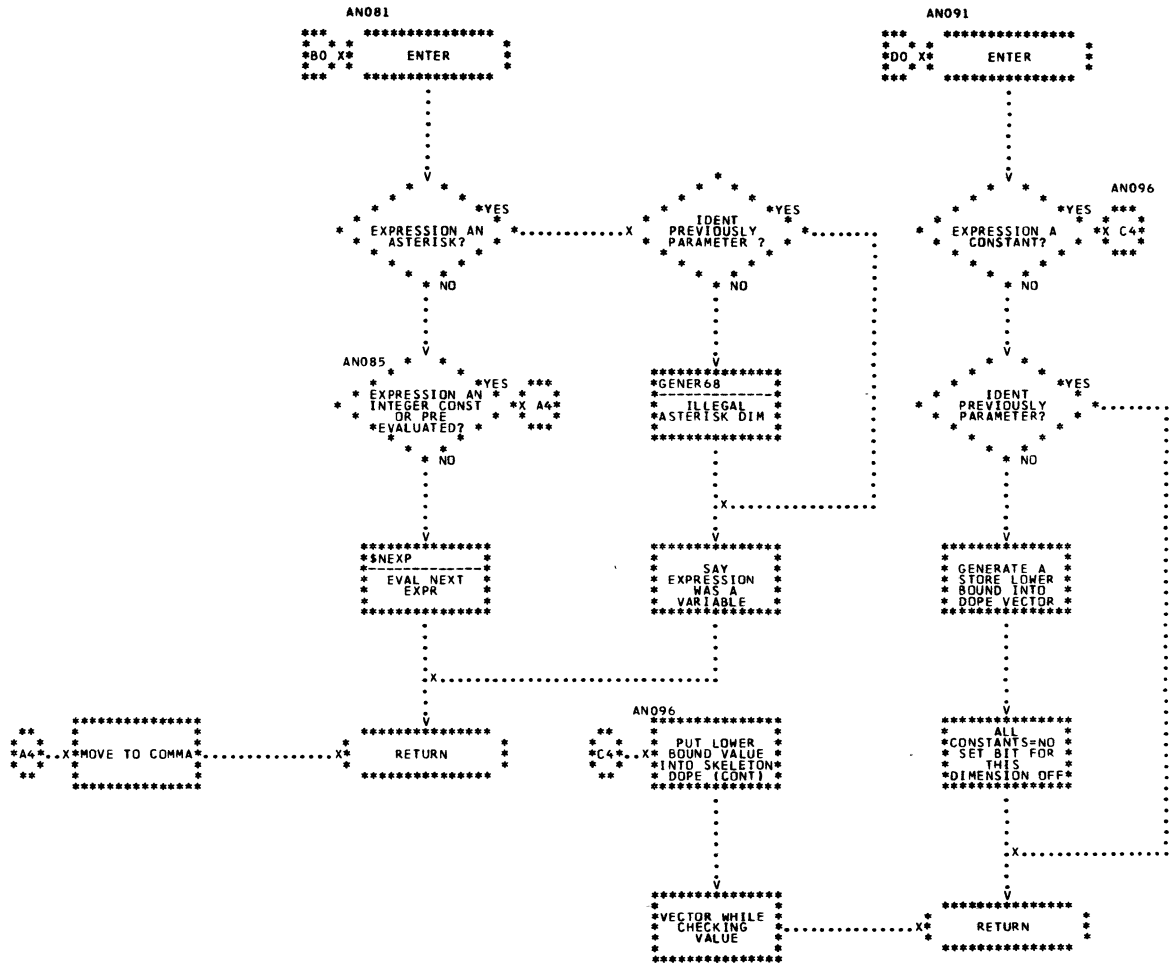 AN081
AN091
B0 X
ENTER
D0 X
ENTER
EXPRESSION AN
ASTERISK?
YES
NO
X
IDENT
PREVIOUSLY
PARAMETER ?
YES
NO
EXPRESSION A
CONSTANT?
YES
NO
AN096
X C4
AN085
EXPRESSION AN
INTEGER CONST
OR PRE
EVALUATED?
YES
NO
X A4
GENER68
ILLEGAL
ASTERISK DIM
IDENT
PREVIOUSLY
PARAMETER?
YES
NO
X
$NEXP
EVAL NEXT
EXPR
SAY
EXPRESSION
WAS A
VARIABLE
GENERATE A
STORE LOWER
BOUND INTO
DOPE VECTOR
X
A4
X
MOVE TO COMMA
X
RETURN
AN096
C4
X
PUT LOWER
BOUND VALUE
INTO SKELETON
DOPE (CONT)
ALL
CONSTANTS=NO
SET BIT FOR
THIS
DIMENSION OFF
X
VECTOR WHILE
CHECKING
VALUE
X
RETURN